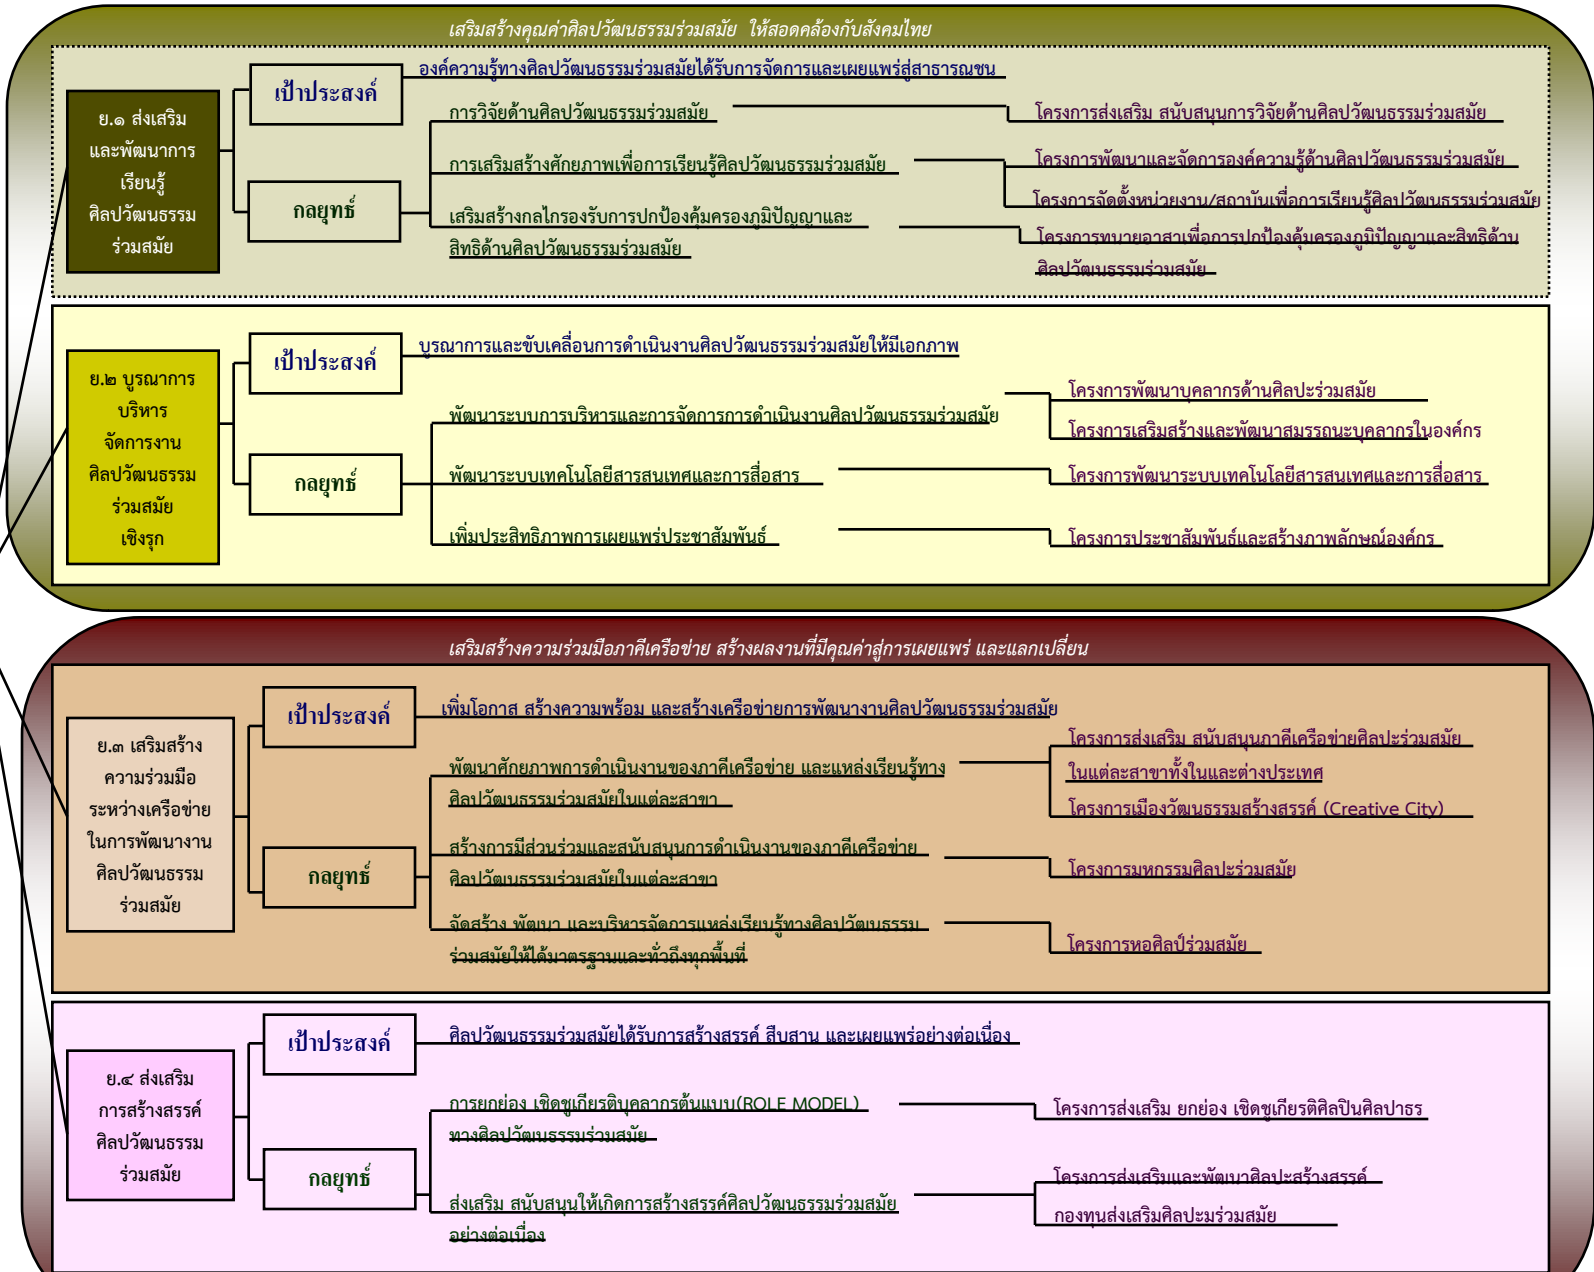 เสริมสร้างคุณค่าศิลปวัฒนธรรมร่วมสมัย ให้สอดคล้องกับสังคมไทย
ย.๑ ส่งเสริม
และพัฒนาการ
เรียนรู้
ศิลปวัฒนธรรม
ร่วมสมัย
เป้าประสงค์
องค์ความรู้ทางศิลปวัฒนธรรมร่วมสมัยได้รับการจัดการและเผยแพร่สู่สาธารณชน
กลยุทธ์
การวิจัยด้านศิลปวัฒนธรรมร่วมสมัย
โครงการส่งเสริม สนับสนุนการวิจัยด้านศิลปวัฒนธรรมร่วมสมัย
การเสริมสร้างศักยภาพเพื่อการเรียนรู้ศิลปวัฒนธรรมร่วมสมัย
โครงการพัฒนาและจัดการองค์ความรู้ด้านศิลปวัฒนธรรมร่วมสมัย
โครงการจัดตั้งหน่วยงาน/สถาบันเพื่อการเรียนรู้ศิลปวัฒนธรรมร่วมสมัย
เสริมสร้างกลไกรองรับการปกป้องคุ้มครองภูมิปัญญาและ
สิทธิด้านศิลปวัฒนธรรมร่วมสมัย
โครงการทนายอาสาเพื่อการปกป้องคุ้มครองภูมิปัญญาและสิทธิด้าน
ศิลปวัฒนธรรมร่วมสมัย
ย.๒ บูรณาการ
บริหาร
จัดการงาน
ศิลปวัฒนธรรม
ร่วมสมัย
เชิงรุก
เป้าประสงค์
บูรณาการและขับเคลื่อนการดำเนินงานศิลปวัฒนธรรมร่วมสมัยให้มีเอกภาพ
กลยุทธ์
พัฒนาระบบการบริหารและการจัดการการดำเนินงานศิลปวัฒนธรรมร่วมสมัย
โครงการพัฒนาบุคลากรด้านศิลปะร่วมสมัย
โครงการเสริมสร้างและพัฒนาสมรรถนะบุคลากรในองค์กร
พัฒนาระบบเทคโนโลยีสารสนเทศและการสื่อสาร
โครงการพัฒนาระบบเทคโนโลยีสารสนเทศและการสื่อสาร
เพิ่มประสิทธิภาพการเผยแพร่ประชาสัมพันธ์
โครงการประชาสัมพันธ์และสร้างภาพลักษณ์องค์กร
เสริมสร้างความร่วมมือภาคีเครือข่าย สร้างผลงานที่มีคุณค่าสู่การเผยแพร่ และแลกเปลี่ยน
ย.๓ เสริมสร้าง
ความร่วมมือ
ระหว่างเครือข่าย
ในการพัฒนางาน
ศิลปวัฒนธรรม
ร่วมสมัย
เป้าประสงค์
เพิ่มโอกาส สร้างความพร้อม และสร้างเครือข่ายการพัฒนางานศิลปวัฒนธรรมร่วมสมัย
กลยุทธ์
พัฒนาศักยภาพการดำเนินงานของภาคีเครือข่าย และแหล่งเรียนรู้ทาง
ศิลปวัฒนธรรมร่วมสมัยในแต่ละสาขา
โครงการส่งเสริม สนับสนุนภาคีเครือข่ายศิลปะร่วมสมัย
ในแต่ละสาขาทั้งในและต่างประเทศ
โครงการเมืองวัฒนธรรมสร้างสรรค์ (Creative City)
สร้างการมีส่วนร่วมและสนับสนุนการดำเนินงานของภาคีเครือข่าย
ศิลปวัฒนธรรมร่วมสมัยในแต่ละสาขา
โครงการมหกรรมศิลปะร่วมสมัย
จัดสร้าง พัฒนา และบริหารจัดการแหล่งเรียนรู้ทางศิลปวัฒนธรรม
ร่วมสมัยให้ได้มาตรฐานและทั่วถึงทุกพื้นที่
โครงการหอศิลป์ร่วมสมัย
ย.๔ ส่งเสริม
การสร้างสรรค์
ศิลปวัฒนธรรม
ร่วมสมัย
เป้าประสงค์
ศิลปวัฒนธรรมร่วมสมัยได้รับการสร้างสรรค์ สืบสาน และเผยแพร่อย่างต่อเนื่อง
กลยุทธ์
การยกย่อง เชิดชูเกียรติบุคลากรต้นแบบ(ROLE MODEL)
ทางศิลปวัฒนธรรมร่วมสมัย
โครงการส่งเสริม ยกย่อง เชิดชูเกียรติศิลปินศิลปาธร
ส่งเสริม สนับสนุนให้เกิดการสร้างสรรค์ศิลปวัฒนธรรมร่วมสมัย
อย่างต่อเนื่อง
โครงการส่งเสริมและพัฒนาศิลปะสร้างสรรค์
กองทุนส่งเสริมศิลปะมร่วมสมัย